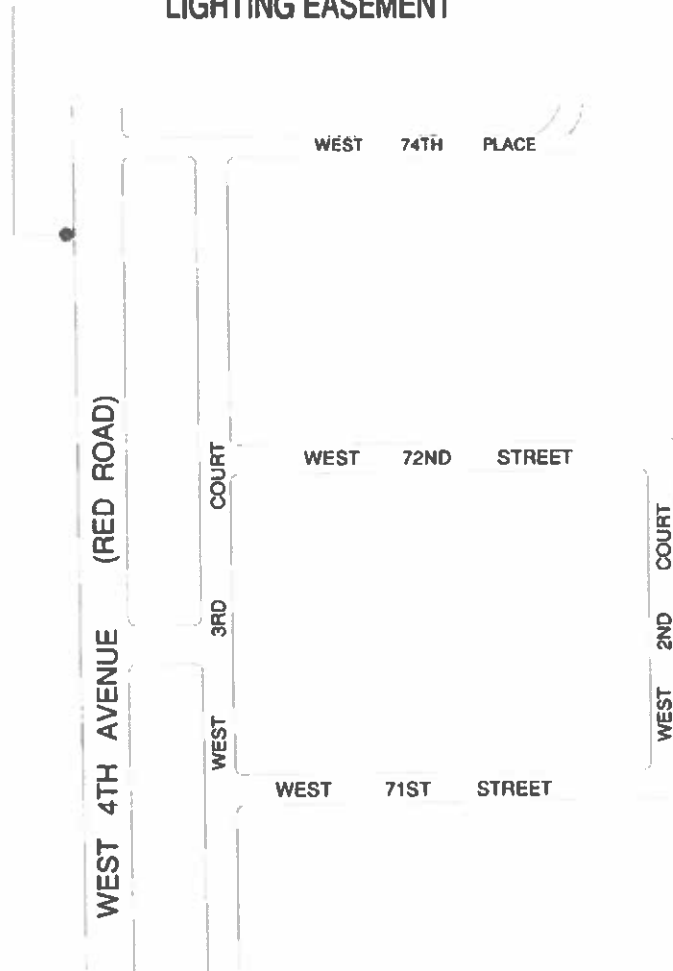 LIGHTING EASEMENT
WEST 74TH PLACE
WEST 4TH AVENUE (RED ROAD)
WEST 3RD COURT
WEST 72ND STREET
WEST 2ND COURT
WEST 71ST STREET